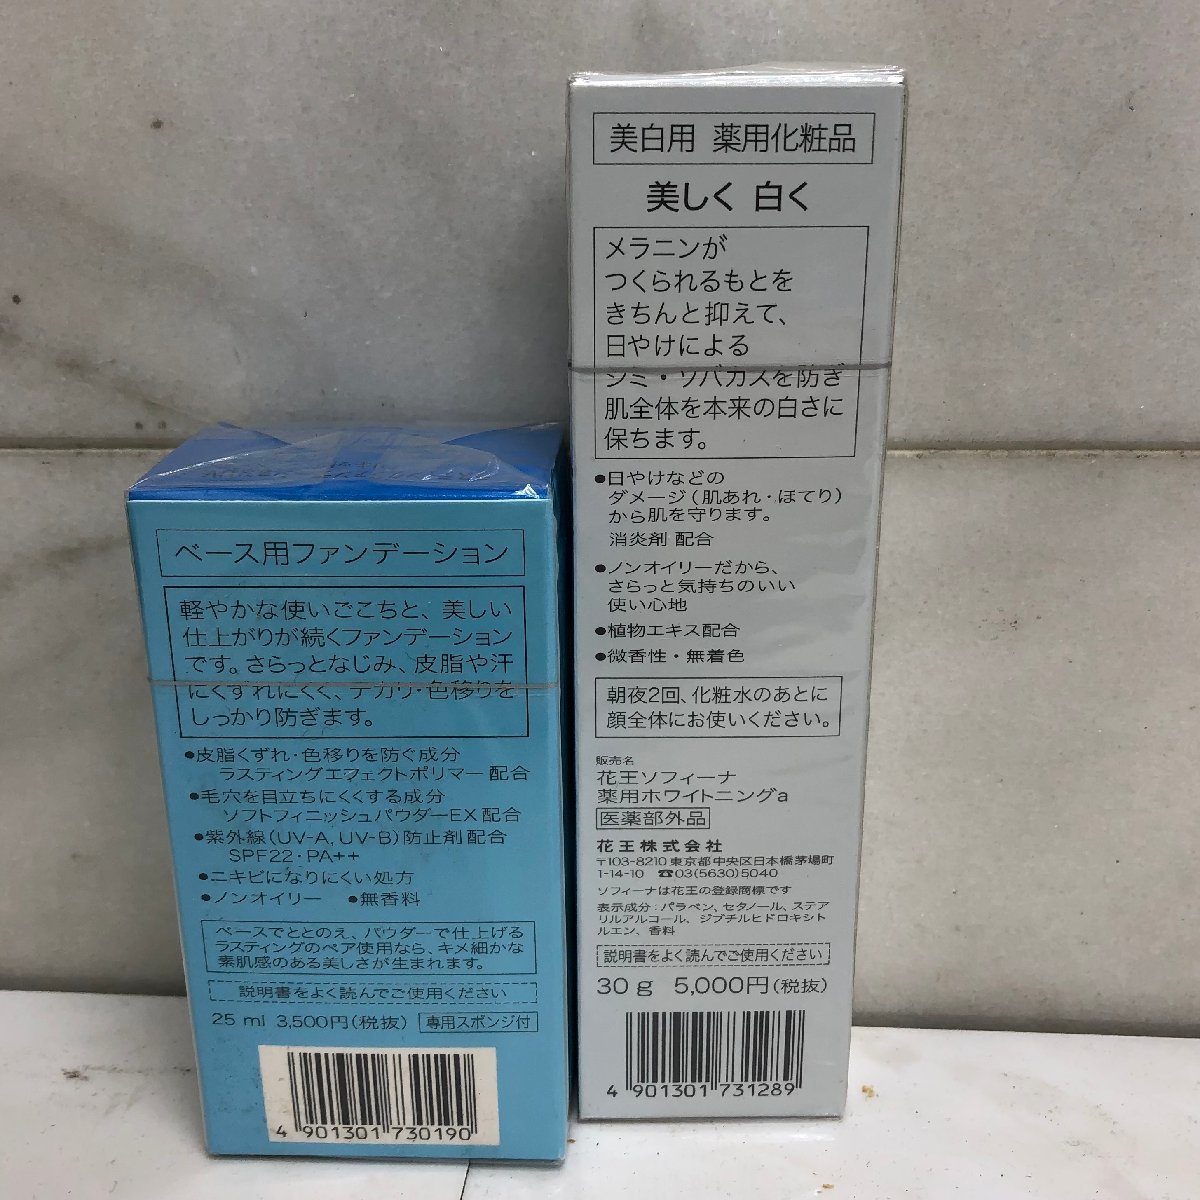 ベース用ファンデーション
軽やかな使いごこちと、美しい
仕上がりが続くファンデーション
です。さらっとなじみ、皮脂や汗
にくずれにくく、テカリ・色移りを
しっかり防ぎます。
●皮脂くずれ・色移りを防ぐ成分
ラスティングエフェクトポリマー配合
●毛穴を目立ちにくくする成分
ソフトフィニッシュパウダーEX配合
●紫外線(UV-A, UV-B)防止剤配合
SPF22・PA++
●ニキビになりにくい処方
●ノンオイリー ●無香料
ベースでととのえ、パウダーで仕上げる
ラスティングのペア使用なら、キメ細かな
素肌感のある美しさが生まれます。
説明書をよく読んでご使用ください
25 ml 3,500円(税抜) 専用スポンジ付
4 901301 730190
美白用 薬用化粧品
美しく 白く
メラニンが
つくられるもとを
きちんと抑えて、
日やけによる
シミ・ソバカスを防ぎ
肌全体を本来の白さに
保ちます。
●日やけなどの
ダメージ(肌あれ・ほてり)
から肌を守ります。
消炎剤 配合
●ノンオイリーだから、
さらっと気持ちのいい
使い心地
●植物エキス配合
●微香性・無着色
朝夜2回、化粧水のあとに
顔全体にお使いください。
販売名
花王ソフィーナ
薬用ホワイトニングa
医薬部外品
花王株式会社
〒103-8210 東京都中央区日本橋茅場町
1-14-10 ☎03(5630)5040
ソフィーナは花王の登録商標です
表示成分：パラベン、セタノール、ステア
リルアルコール、ジブチルヒドロキシト
ルエン、香料
説明書をよく読んでご使用ください
30 g 5,000円(税抜)
4 901301 731289